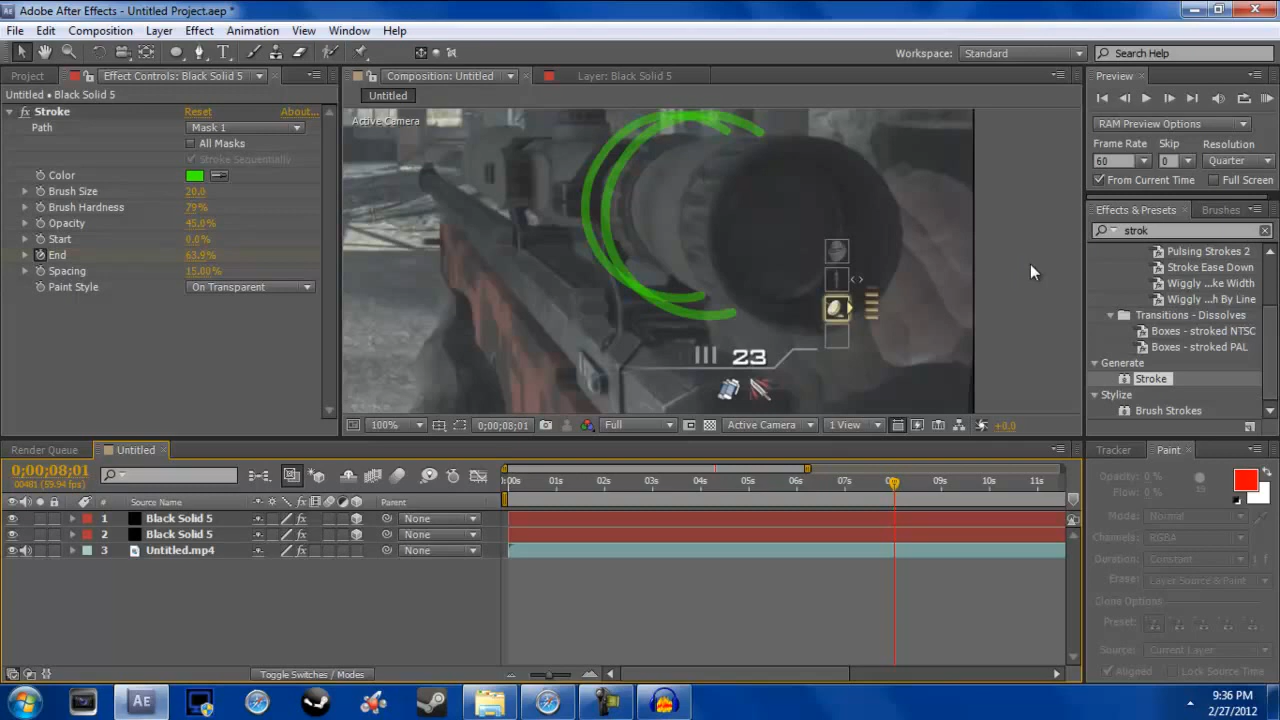 Adobe After Effects - Untitled Project.aep *
File Edit Composition Layer Effect Animation View Window Help
Workspace: Standard Search Help
Project Effect Controls: Black Solid 5
Untitled • Black Solid 5
fx Stroke Reset About...
Path Mask 1
All Masks
Stroke Sequentially
Color
Brush Size 20.0
Brush Hardness 79%
Opacity 45.0%
Start 0.0%
End 63.9%
Spacing 15.00%
Paint Style On Transparent
Composition: Untitled Layer: Black Solid 5
Untitled
Active Camera
23
100% 0;00;08;01 Full Active Camera 1 View +0.0
Preview
RAM Preview Options
Frame Rate Skip Resolution
60 0 Quarter
From Current Time Full Screen
Effects & Presets Brushes
strok
Pulsing Strokes 2
Stroke Ease Down
Wiggly ...ke Width
Wiggly ...h By Line
Transitions - Dissolves
Boxes - stroked NTSC
Boxes - stroked PAL
Generate
Stroke
Stylize
Brush Strokes
Render Queue Untitled
0;00;08;01
00481 (59.94 fps)
Source Name Parent
1 Black Solid 5 fx None
2 Black Solid 5 fx None
3 Untitled.mp4 fx None
:00s 01s 02s 03s 04s 05s 06s 07s 08s 09s 10s 11s
Toggle Switches / Modes
Tracker Paint
Opacity: 0 %
Flow: 0 %
Mode: Normal
Channels: RGBA
Duration: Constant 1 f
Erase: Layer Source & Paint
Clone Options
Preset:
Source: Current Layer
Aligned Lock Source Time
Ae
9:36 PM
2/27/2012